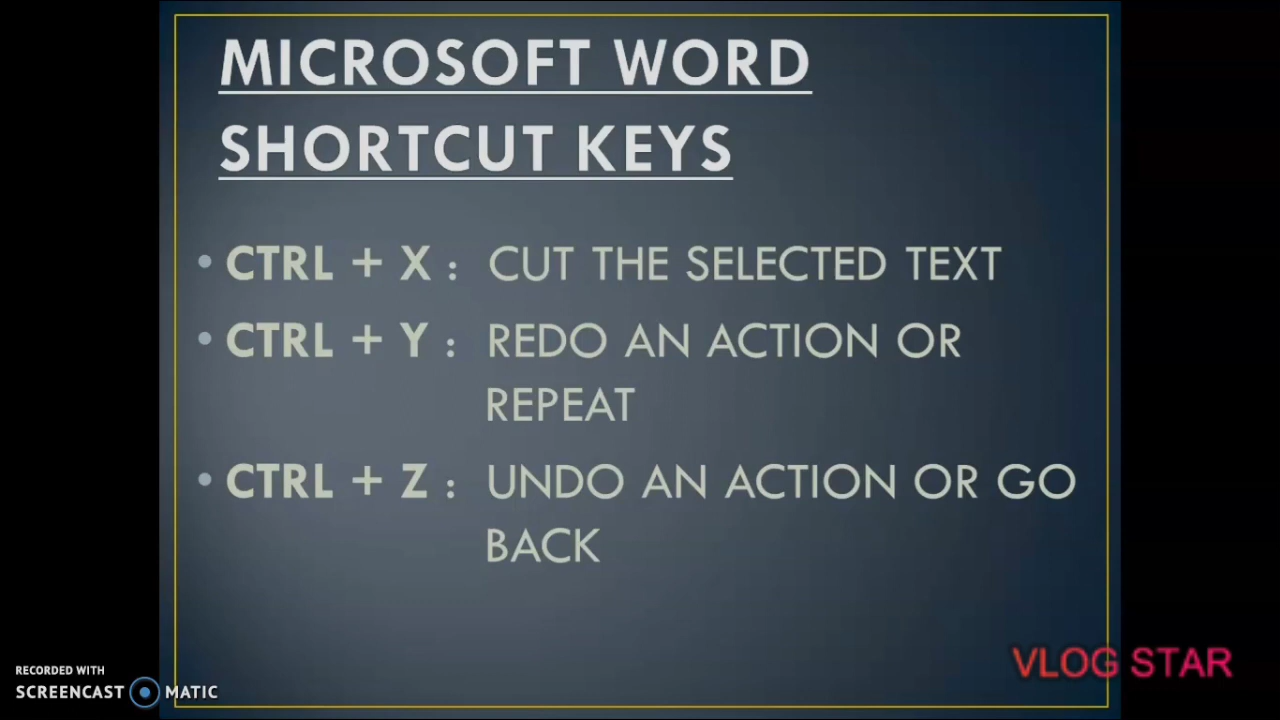 MICROSOFT WORD
SHORTCUT KEYS
• CTRL + X : CUT THE SELECTED TEXT
• CTRL + Y : REDO AN ACTION OR
REPEAT
• CTRL + Z : UNDO AN ACTION OR GO
BACK
VLOG STAR
RECORDED WITH
SCREENCAST MATIC